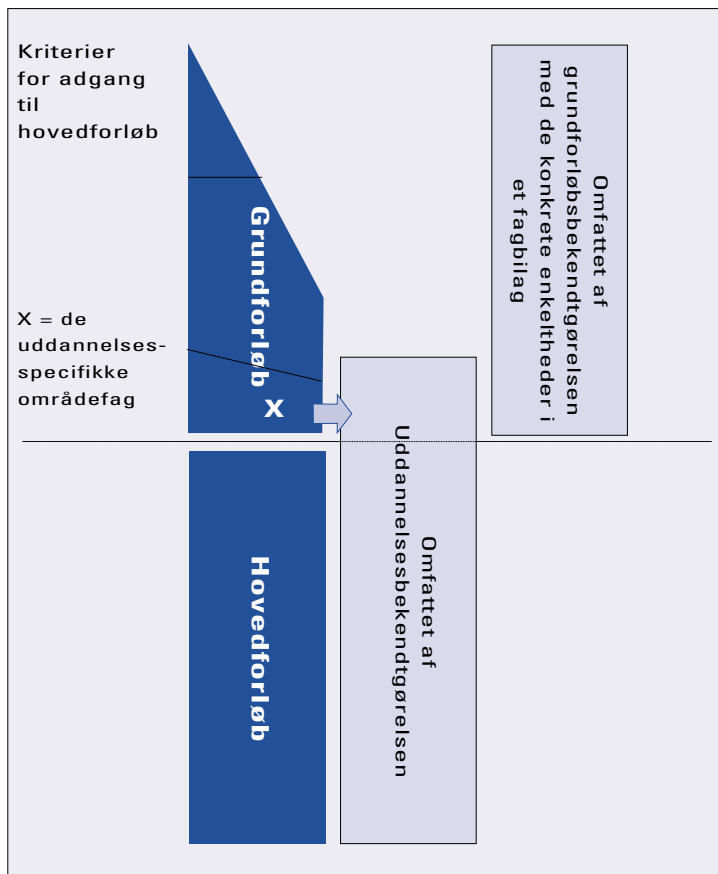 Kriterier
for adgang
til
hovedforløb
Grundforløb
X = de
uddannelses-
specifikke
områdefag
X
Hovedforløb
Omfattet af
Uddannelsesbekendtgørelsen
Omfattet af
grundforløbsbekendtgørelsen
med de konkrete enkeltheder i
et fagbilag